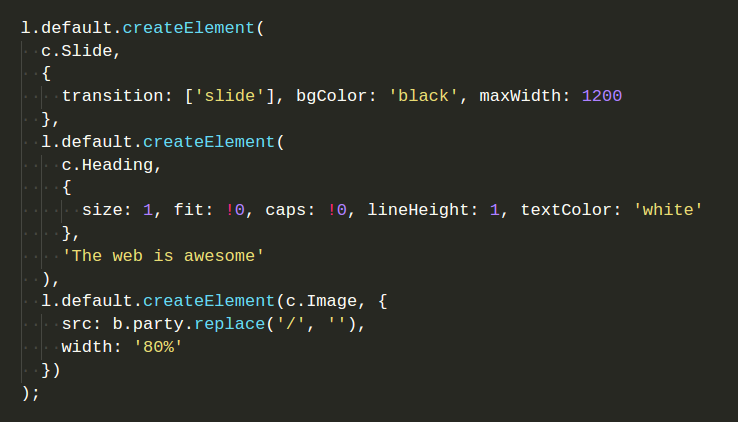 l.default.createElement(
  c.Slide,
  {
    transition: ['slide'], bgColor: 'black', maxWidth: 1200
  },
  l.default.createElement(
    c.Heading,
    {
      size: 1, fit: !0, caps: !0, lineHeight: 1, textColor: 'white'
    },
    'The web is awesome'
  ),
  l.default.createElement(c.Image, {
    src: b.party.replace('/', ''),
    width: '80%'
  })
);